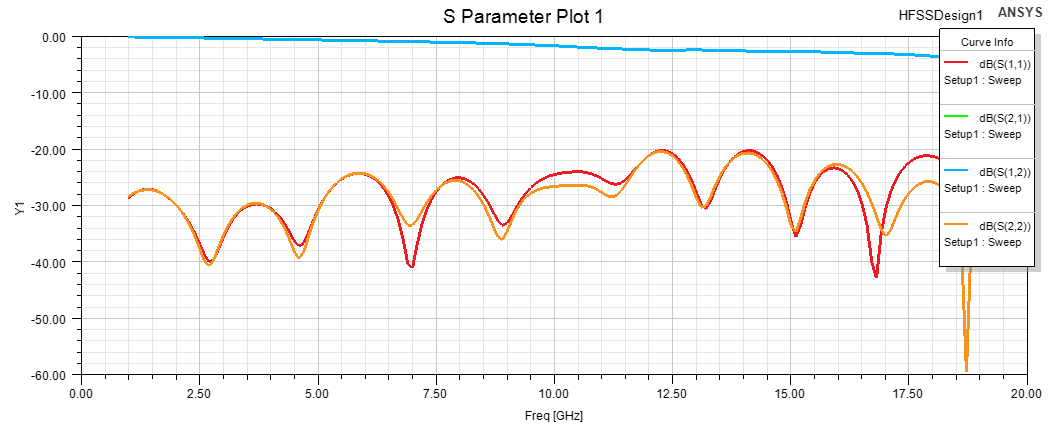 S Parameter Plot 1
HFSSDesign1
ANSYS
Curve Info
dB(S(1,1))
Setup1 : Sweep
dB(S(2,1))
Setup1 : Sweep
dB(S(1,2))
Setup1 : Sweep
dB(S(2,2))
Setup1 : Sweep
Y1
0.00
-10.00
-20.00
-30.00
-40.00
-50.00
-60.00
0.00 2.50 5.00 7.50 10.00 12.50 15.00 17.50 20.00
Freq [GHz]